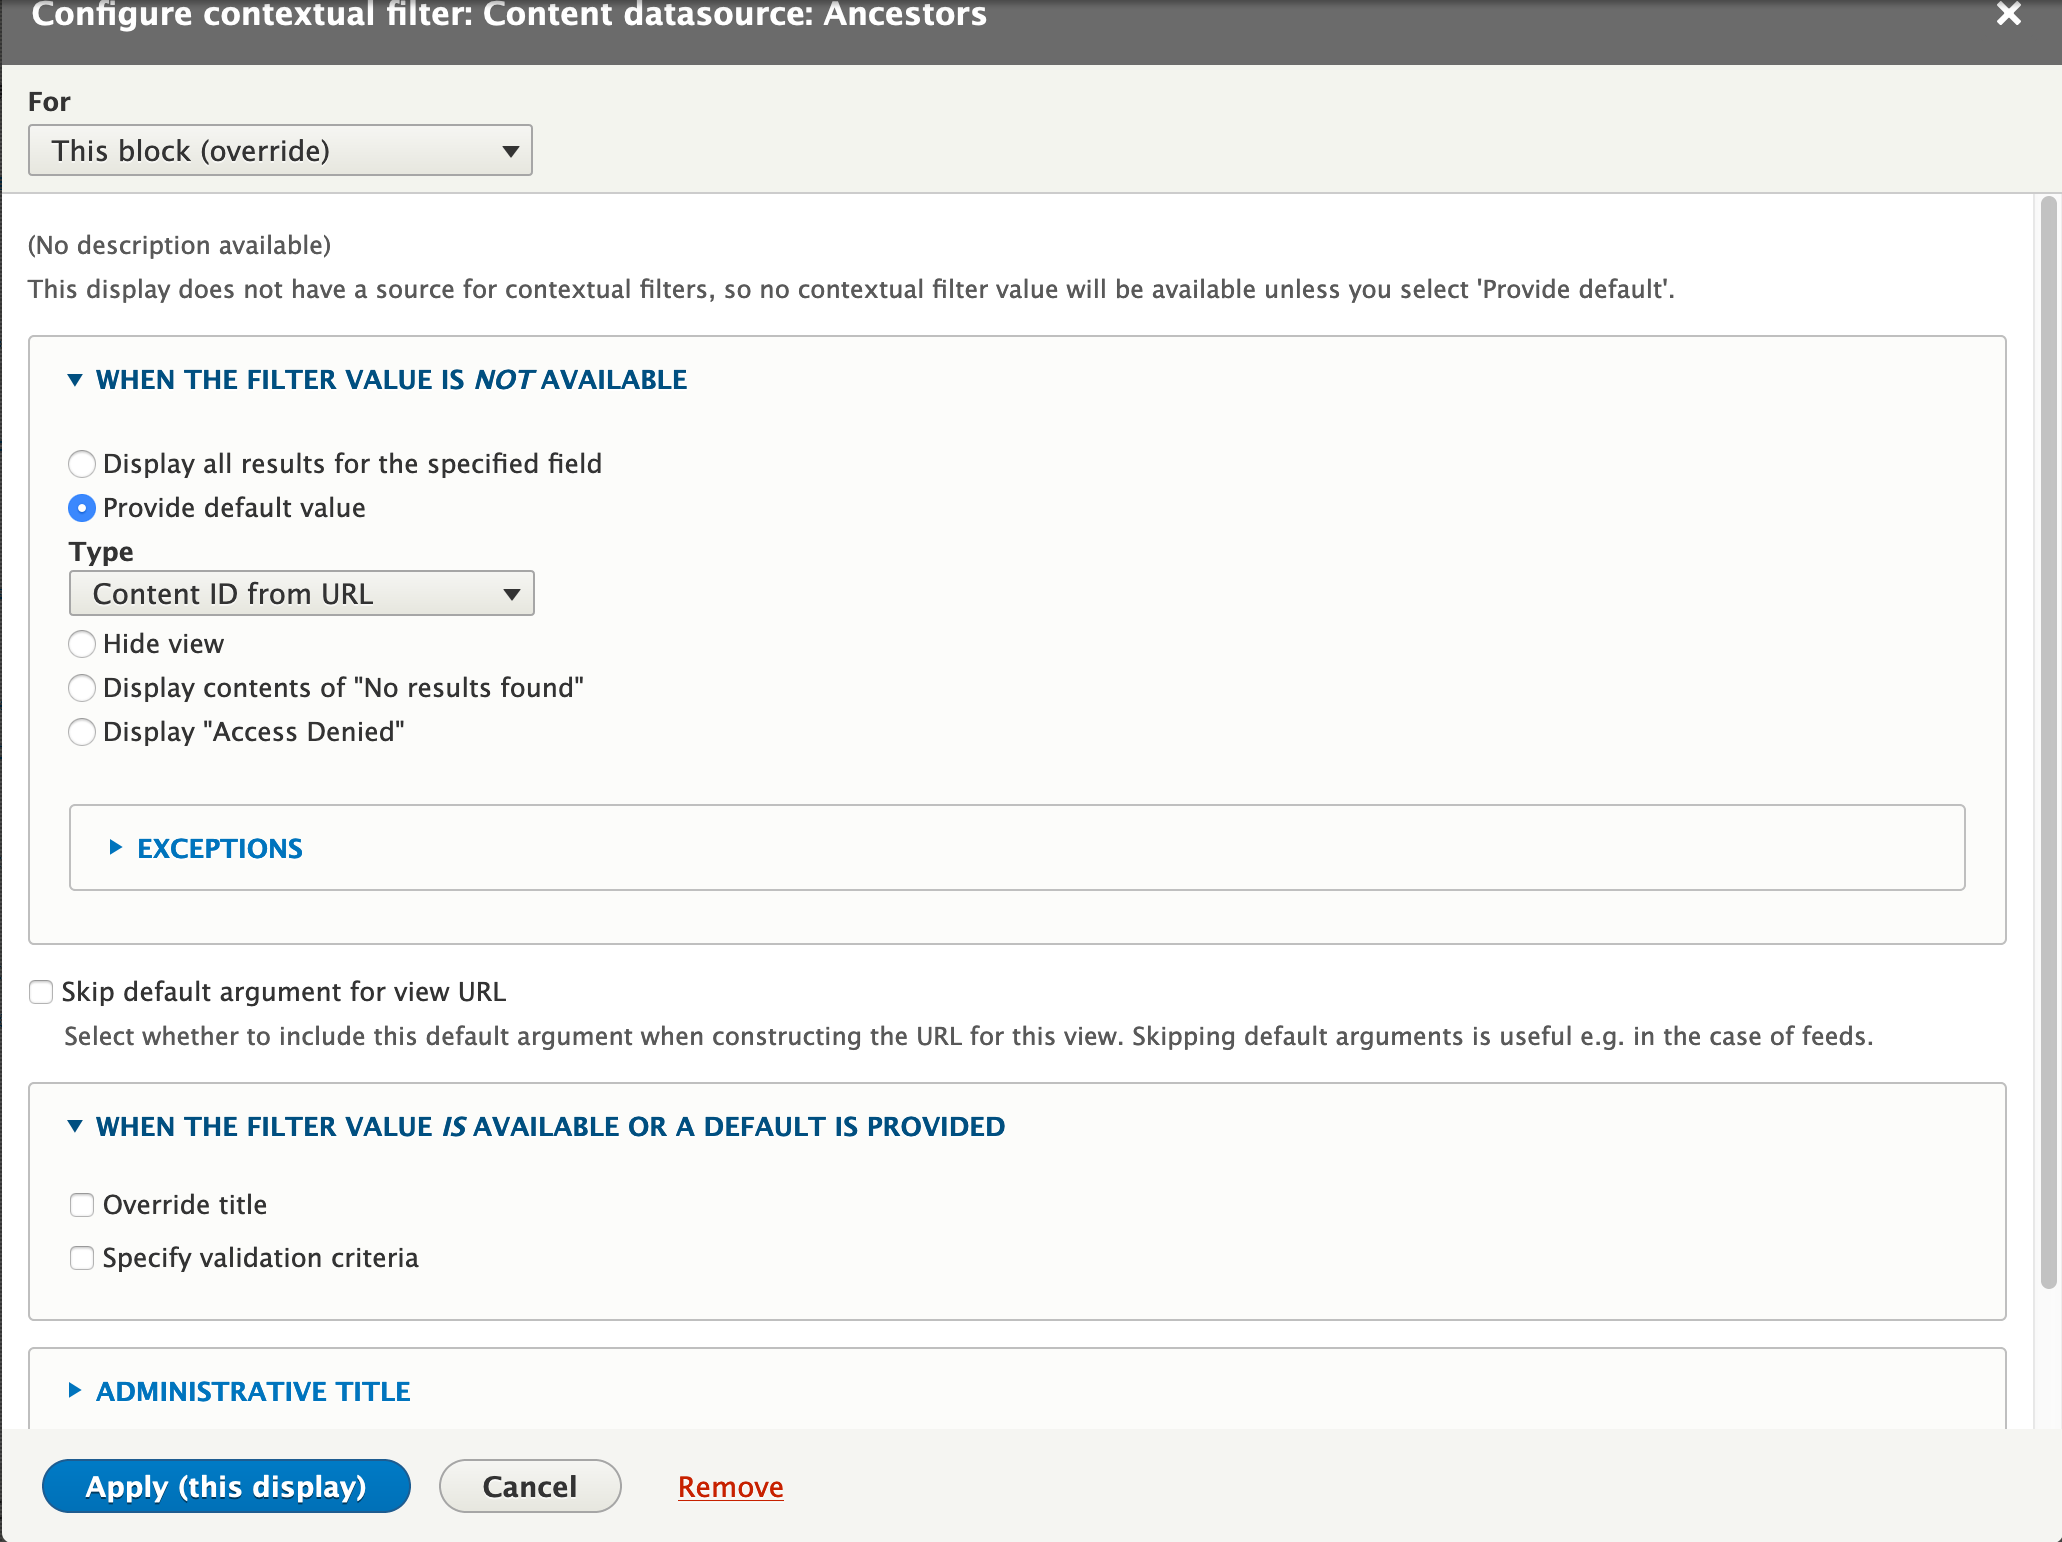 Configure contextual filter: Content datasource: Ancestors
For
This block (override)
(No description available)
This display does not have a source for contextual filters, so no contextual filter value will be available unless you select 'Provide default'.
WHEN THE FILTER VALUE IS NOT AVAILABLE
Display all results for the specified field
Provide default value
Type
Content ID from URL
Hide view
Display contents of "No results found"
Display "Access Denied"
EXCEPTIONS
Skip default argument for view URL
Select whether to include this default argument when constructing the URL for this view. Skipping default arguments is useful e.g. in the case of feeds.
WHEN THE FILTER VALUE IS AVAILABLE OR A DEFAULT IS PROVIDED
Override title
Specify validation criteria
ADMINISTRATIVE TITLE
Apply (this display) Cancel Remove